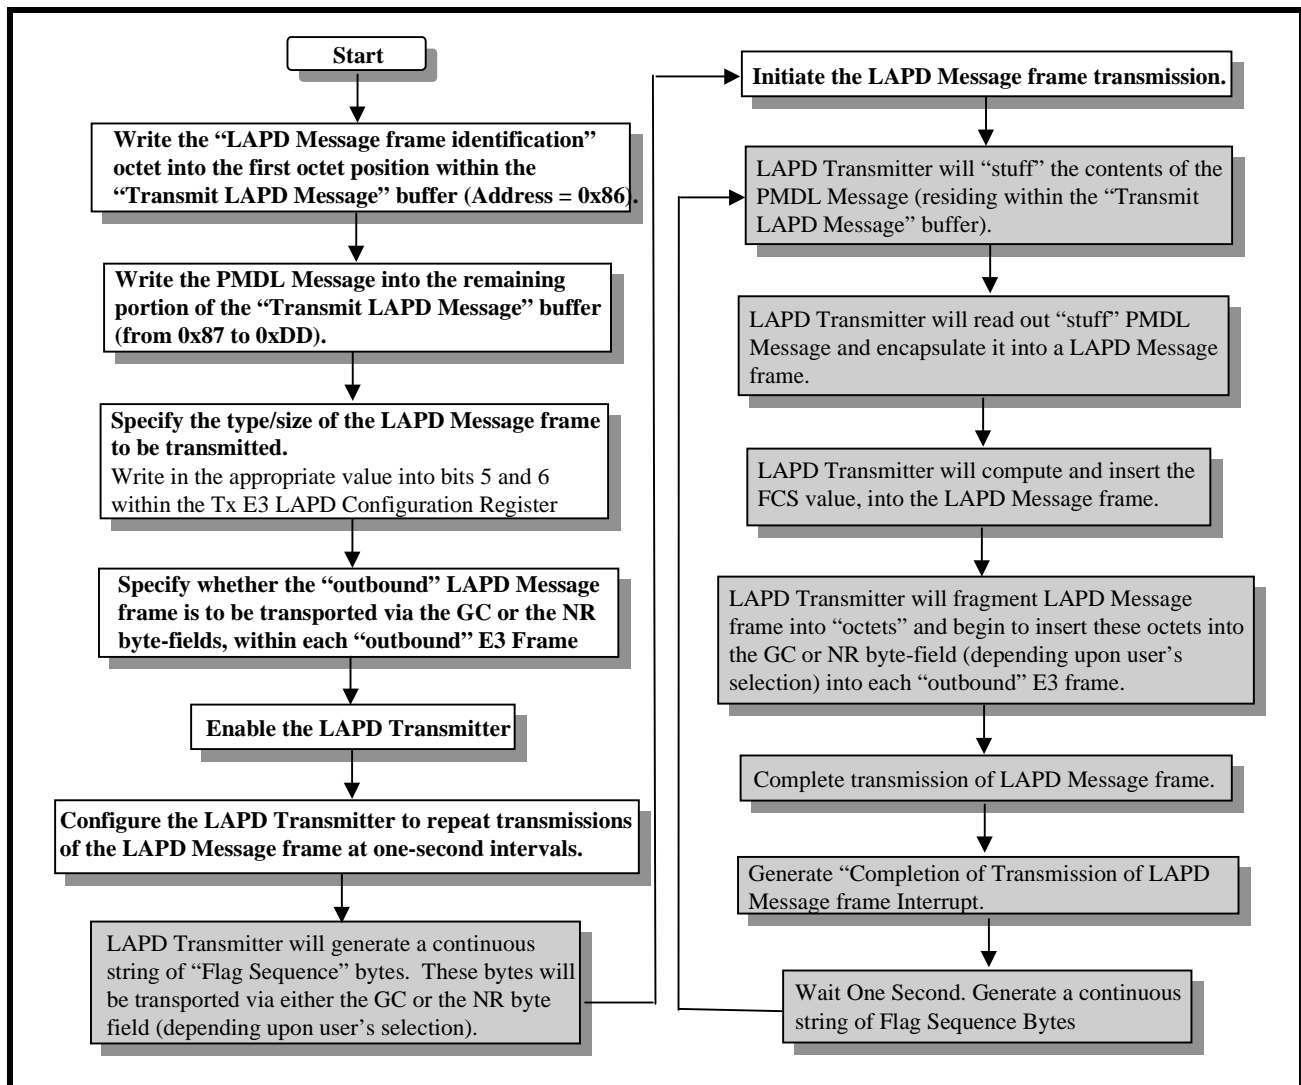 Start
Write the “LAPD Message frame identification”
octet into the first octet position within the
“Transmit LAPD Message” buffer (Address = 0x86).
Write the PMDL Message into the remaining
portion of the “Transmit LAPD Message” buffer
(from 0x87 to 0xDD).
Specify the type/size of the LAPD Message frame
to be transmitted.
Write in the appropriate value into bits 5 and 6
within the Tx E3 LAPD Configuration Register
Specify whether the “outbound” LAPD Message
frame is to be transported via the GC or the NR
byte-fields, within each “outbound” E3 Frame
Enable the LAPD Transmitter
Configure the LAPD Transmitter to repeat transmissions
of the LAPD Message frame at one-second intervals.
LAPD Transmitter will generate a continuous
string of “Flag Sequence” bytes.  These bytes will
be transported via either the GC or the NR byte
field (depending upon user’s selection).
Initiate the LAPD Message frame transmission.
LAPD Transmitter will “stuff” the contents of the
PMDL Message (residing within the “Transmit
LAPD Message” buffer).
LAPD Transmitter will read out “stuff” PMDL
Message and encapsulate it into a LAPD Message
frame.
LAPD Transmitter will compute and insert the
FCS value, into the LAPD Message frame.
LAPD Transmitter will fragment LAPD Message
frame into “octets” and begin to insert these octets into
the GC or NR byte-field (depending upon user’s
selection) into each “outbound” E3 frame.
Complete transmission of LAPD Message frame.
Generate “Completion of Transmission of LAPD
Message frame Interrupt.
Wait One Second. Generate a continuous
string of Flag Sequence Bytes